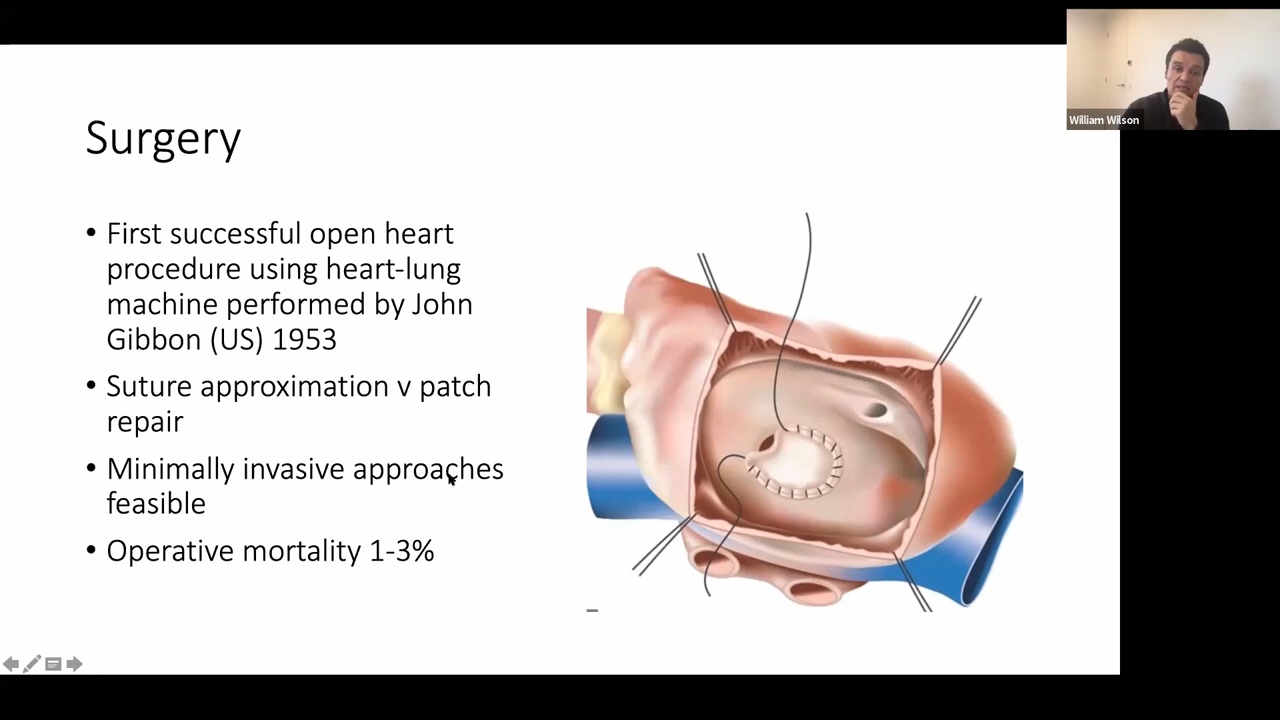 William Wilson
Surgery
• First successful open heart
procedure using heart-lung
machine performed by John
Gibbon (US) 1953
• Suture approximation v patch
repair
• Minimally invasive approaches
feasible
• Operative mortality 1-3%